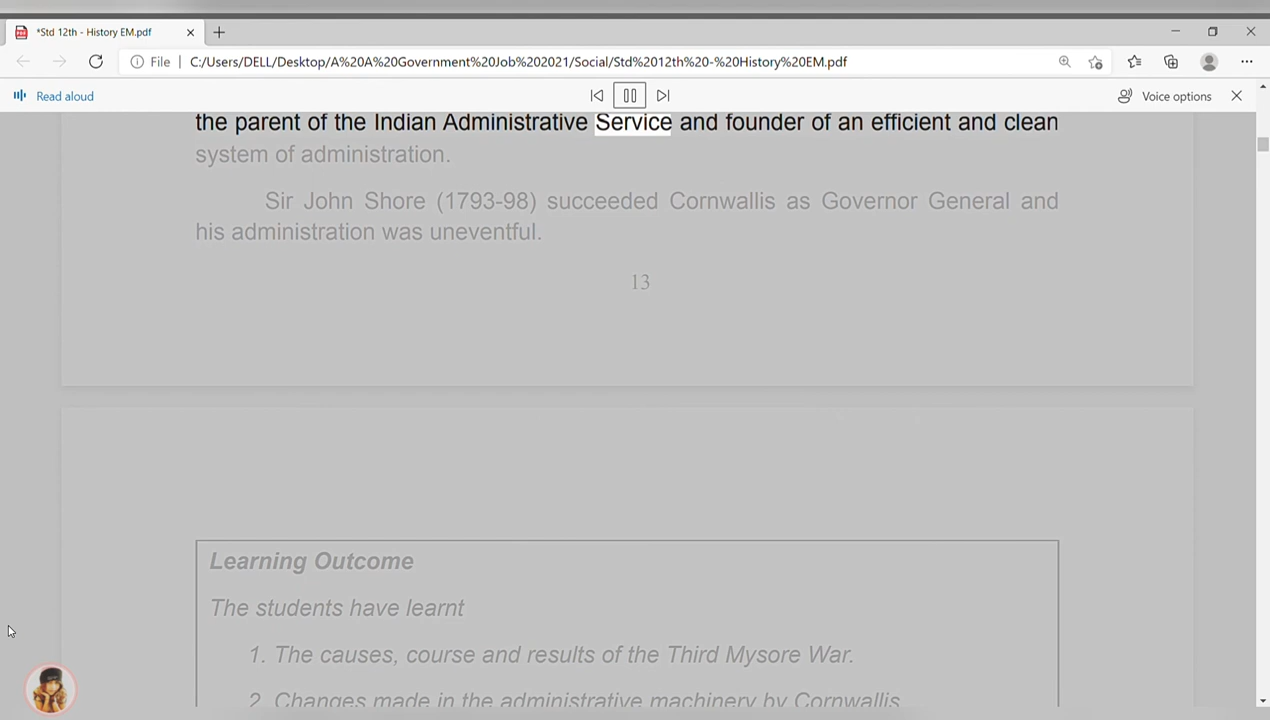 *Std 12th - History EM.pdf
File
C:/Users/DELL/Desktop/A%20A%20Government%20Job%202021/Social/Std%2012th%20-%20History%20EM.pdf
Read aloud
Voice options
the parent of the Indian Administrative Service and founder of an efficient and clean
system of administration.
Sir John Shore (1793-98) succeeded Cornwallis as Governor General and
his administration was uneventful.
13
Learning Outcome
The students have learnt
1. The causes, course and results of the Third Mysore War.
2. Changes made in the administrative machinery by Cornwallis